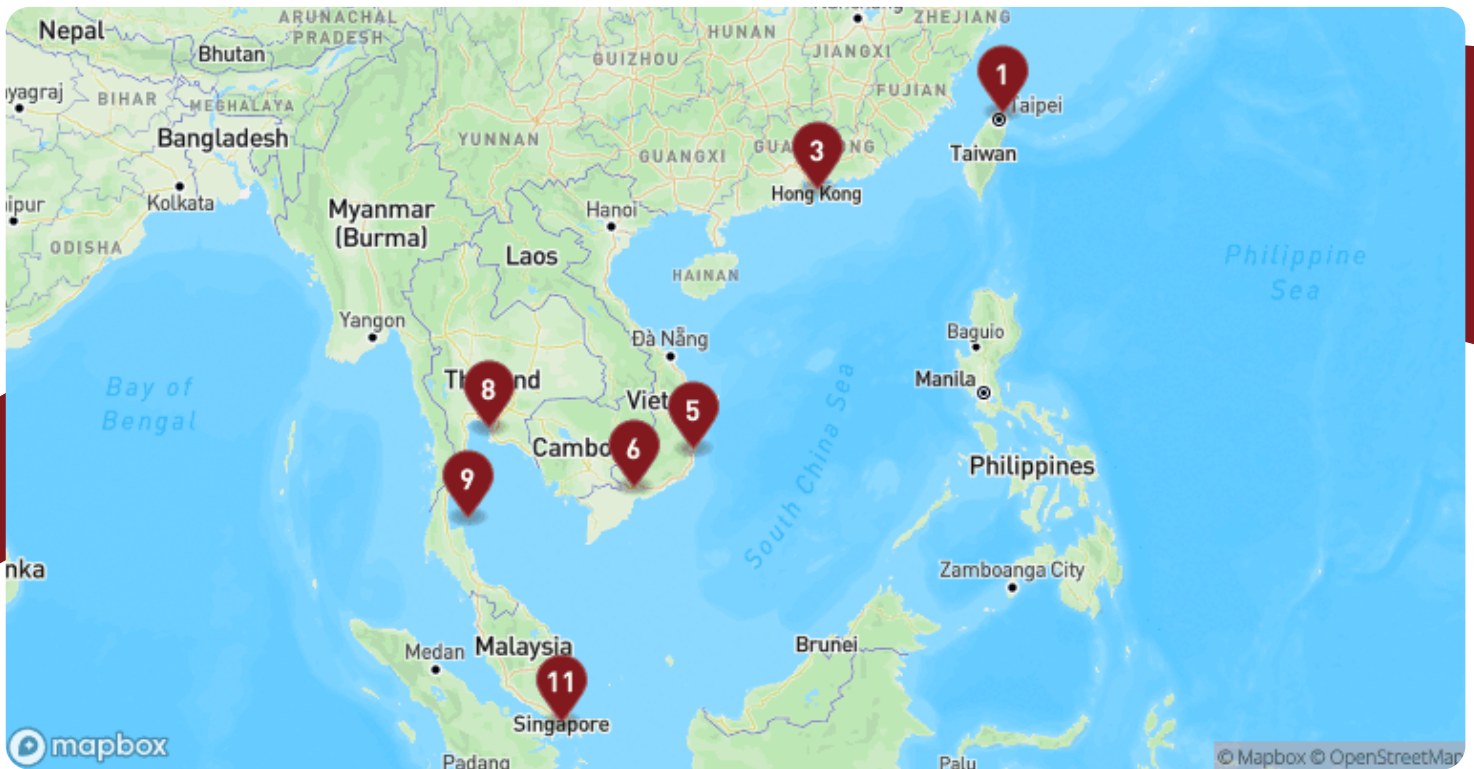 Nepal
Bhutan
ARUNACHAL
PRADESH
HUNAN
ZHEJIANG
JIANGXI
GUIZHOU
FUJIAN
BIHAR
MEGHALAYA
Bangladesh
YUNNAN
GUANGXI
1
Taipei
Taiwan
3
Hong Kong
Kolkata
Myanmar
(Burma)
Hanoi
ODISHA
Laos
HAINAN
Philippine
Sea
Yangon
Đà Nẵng
Baguio
Bay of
Bengal
8
Manila
5
South China Sea
6
9
Philippines
Zamboanga City
Medan
Malaysia
Brunei
11
Singapore
mapbox
Padang
Palu
© Mapbox © OpenStreetMap